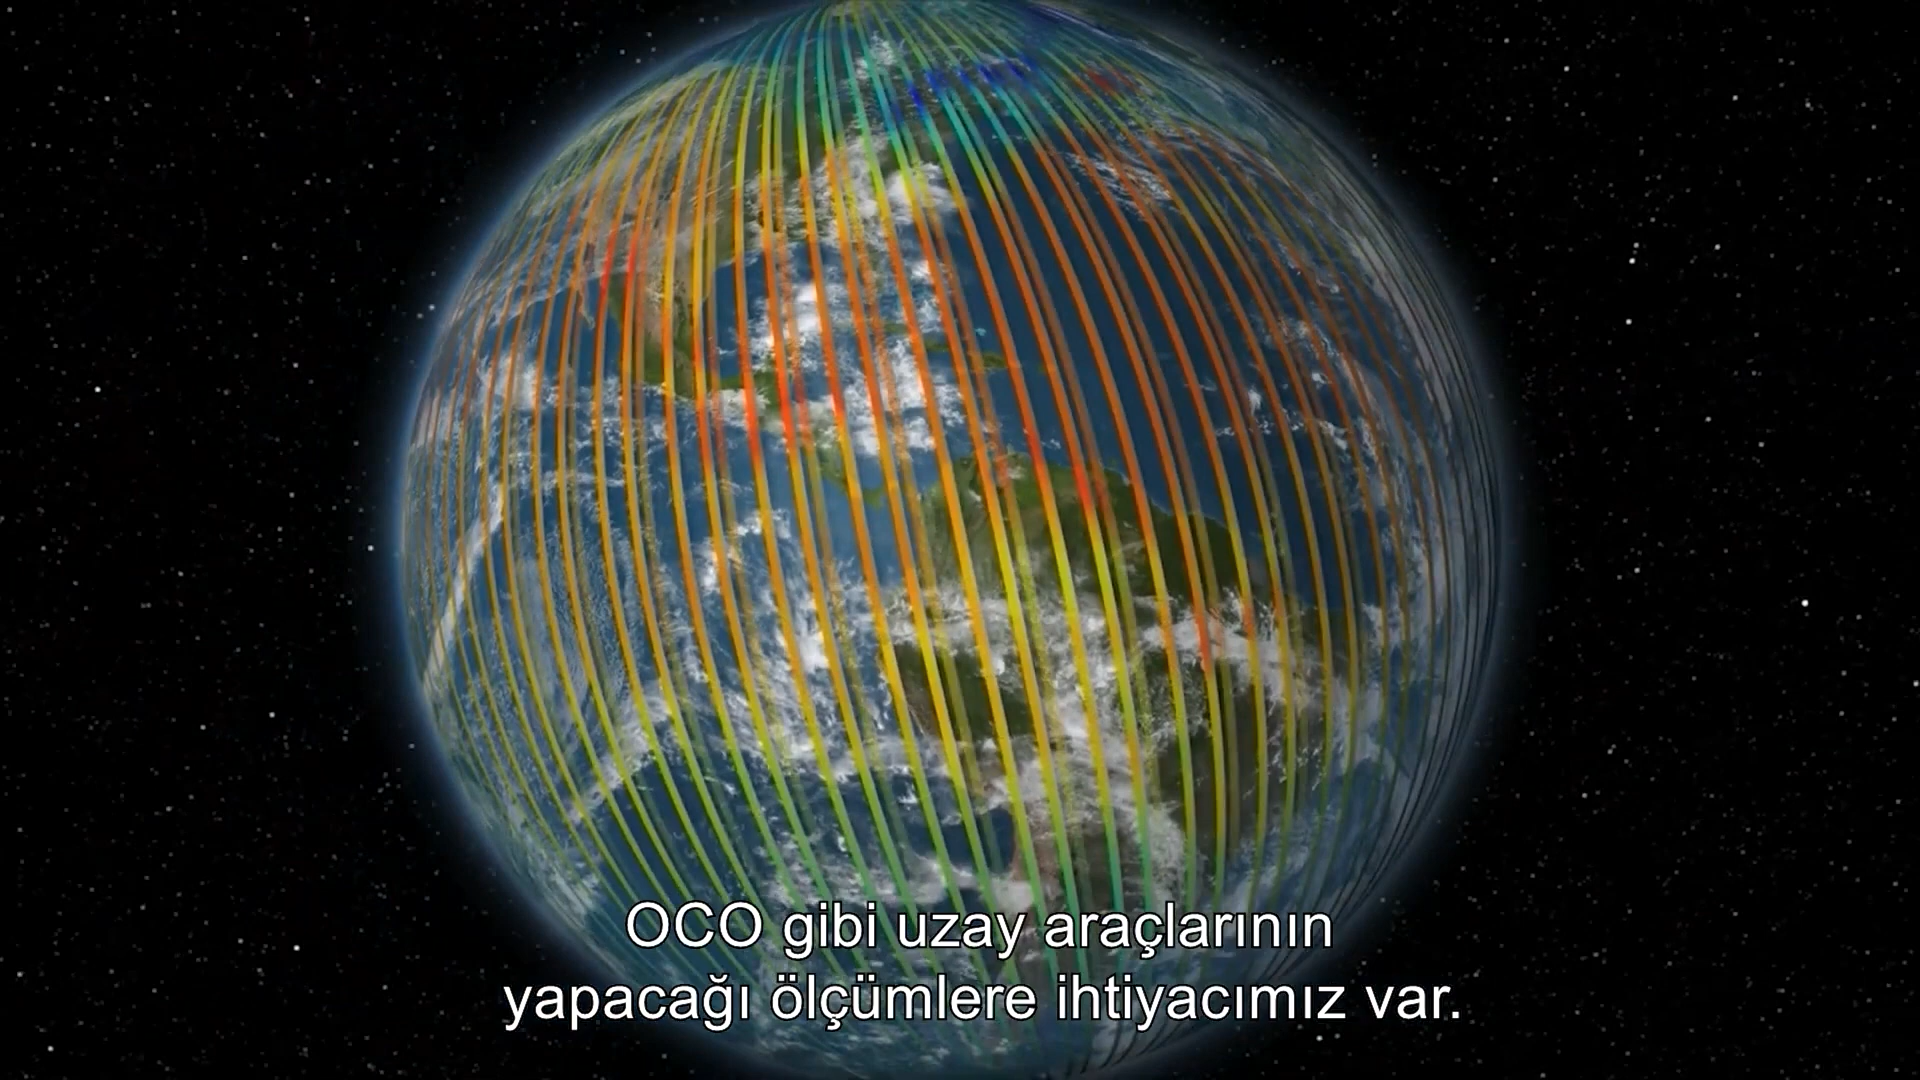 OCO gibi uzay araçlarının
yapacağı ölçümlere ihtiyacımız var.